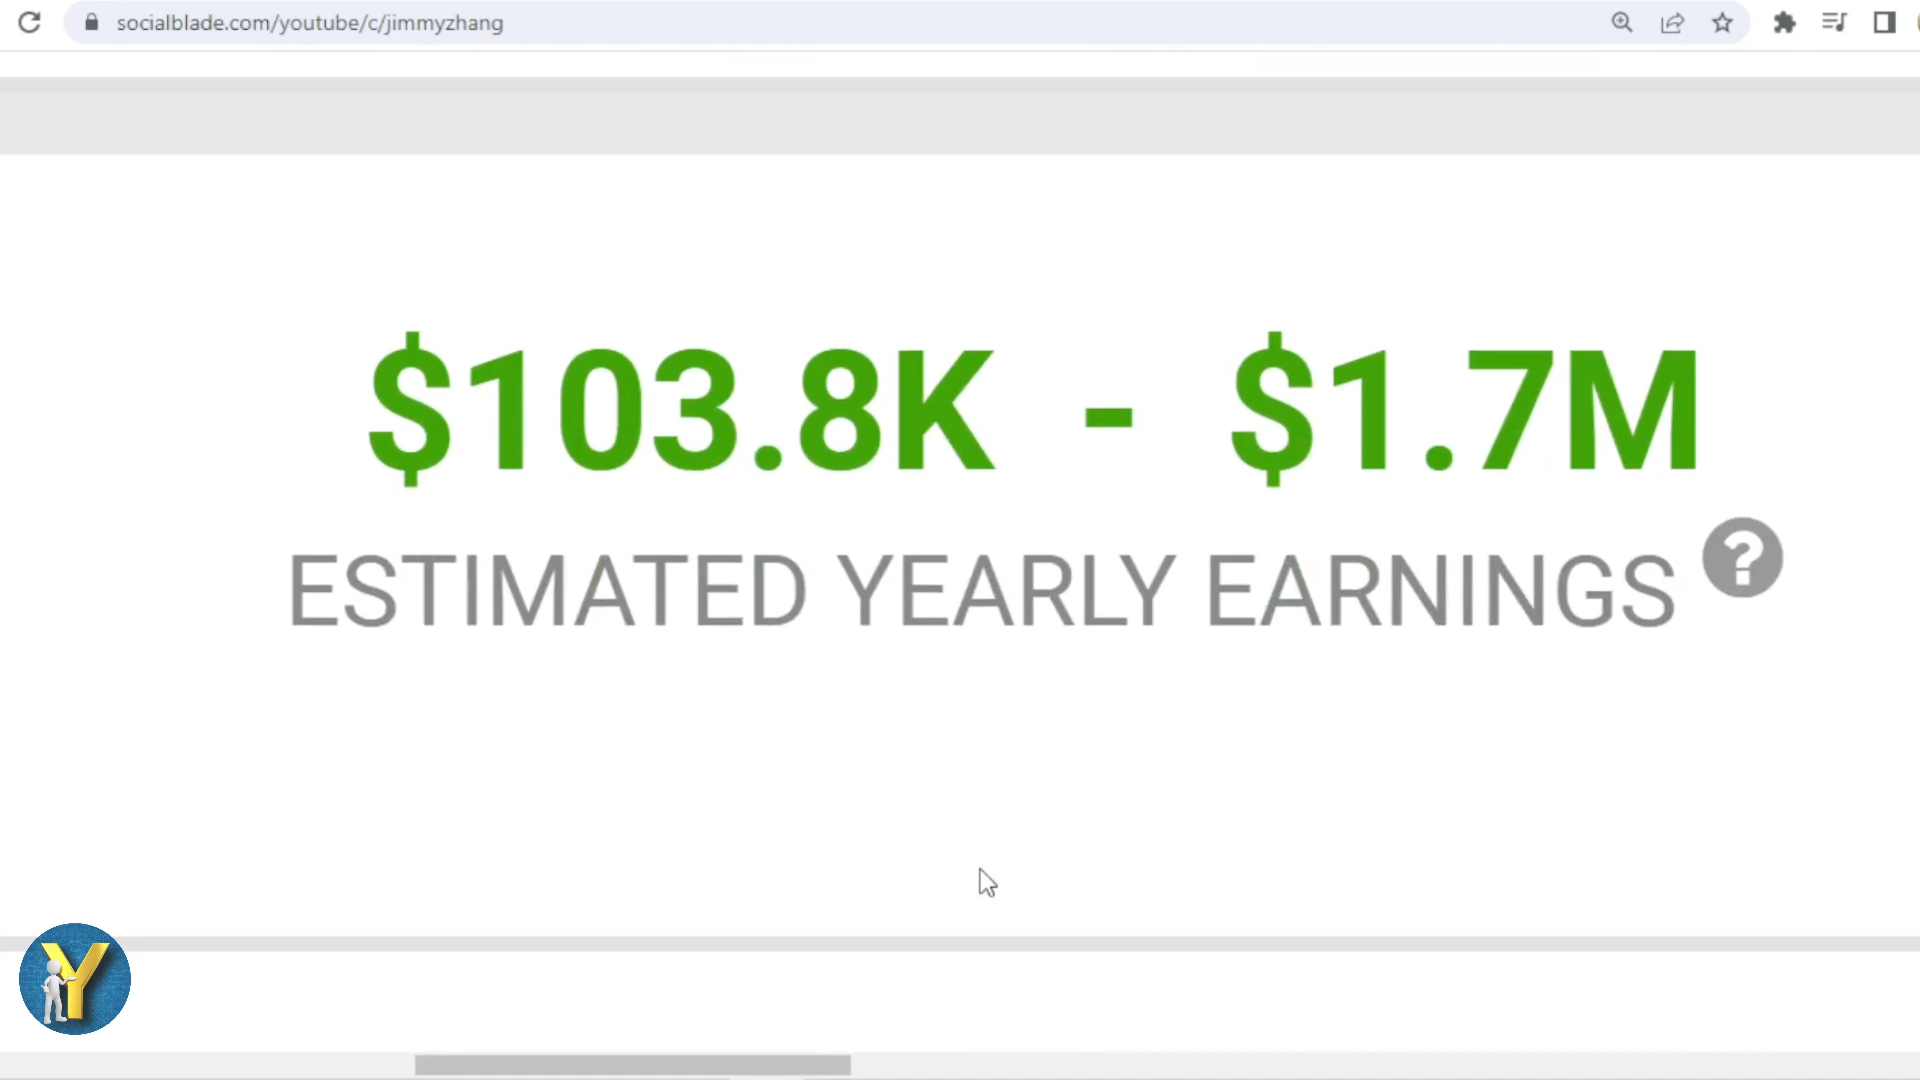 socialblade.com/youtube/c/jimmyzhang
$103.8K - $1.7M
ESTIMATED YEARLY EARNINGS ?
Y